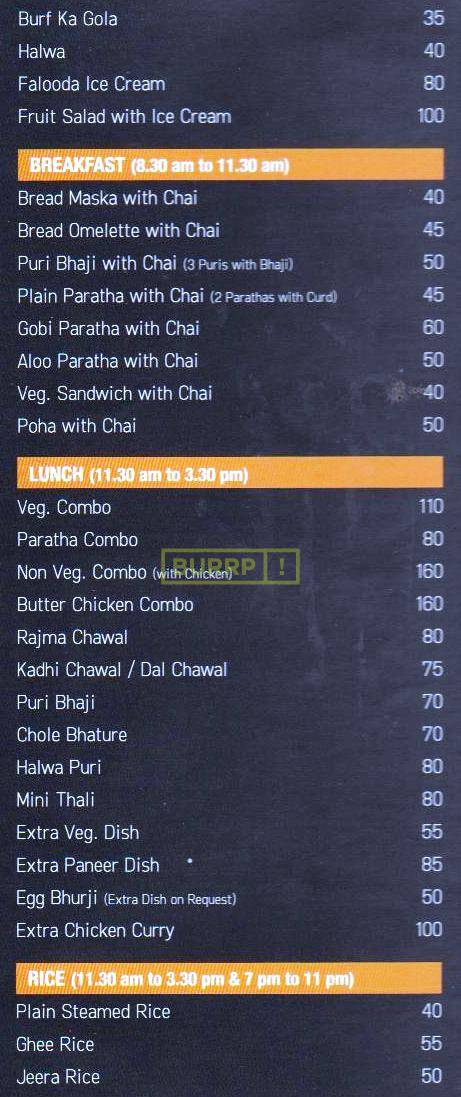 Burf Ka Gola 35
Halwa 40
Falooda Ice Cream 80
Fruit Salad with Ice Cream 100
BREAKFAST (8.30 am to 11.30 am)
Bread Maska with Chai 40
Bread Omelette with Chai 45
Puri Bhaji with Chai (3 Puris with Bhaji) 50
Plain Paratha with Chai (2 Parathas with Curd) 45
Gobi Paratha with Chai 60
Aloo Paratha with Chai 50
Veg. Sandwich with Chai 40
Poha with Chai 50
LUNCH (11.30 am to 3.30 pm)
Veg. Combo 110
Paratha Combo 80
BURRP !
Non Veg. Combo (with Chicken) 160
Butter Chicken Combo 160
Rajma Chawal 80
Kadhi Chawal / Dal Chawal 75
Puri Bhaji 70
Chole Bhature 70
Halwa Puri 80
Mini Thali 80
Extra Veg. Dish 55
Extra Paneer Dish 85
Egg Bhurji (Extra Dish on Request) 50
Extra Chicken Curry 100
RICE (11.30 am to 3.30 pm & 7 pm to 11 pm)
Plain Steamed Rice 40
Ghee Rice 55
Jeera Rice 50